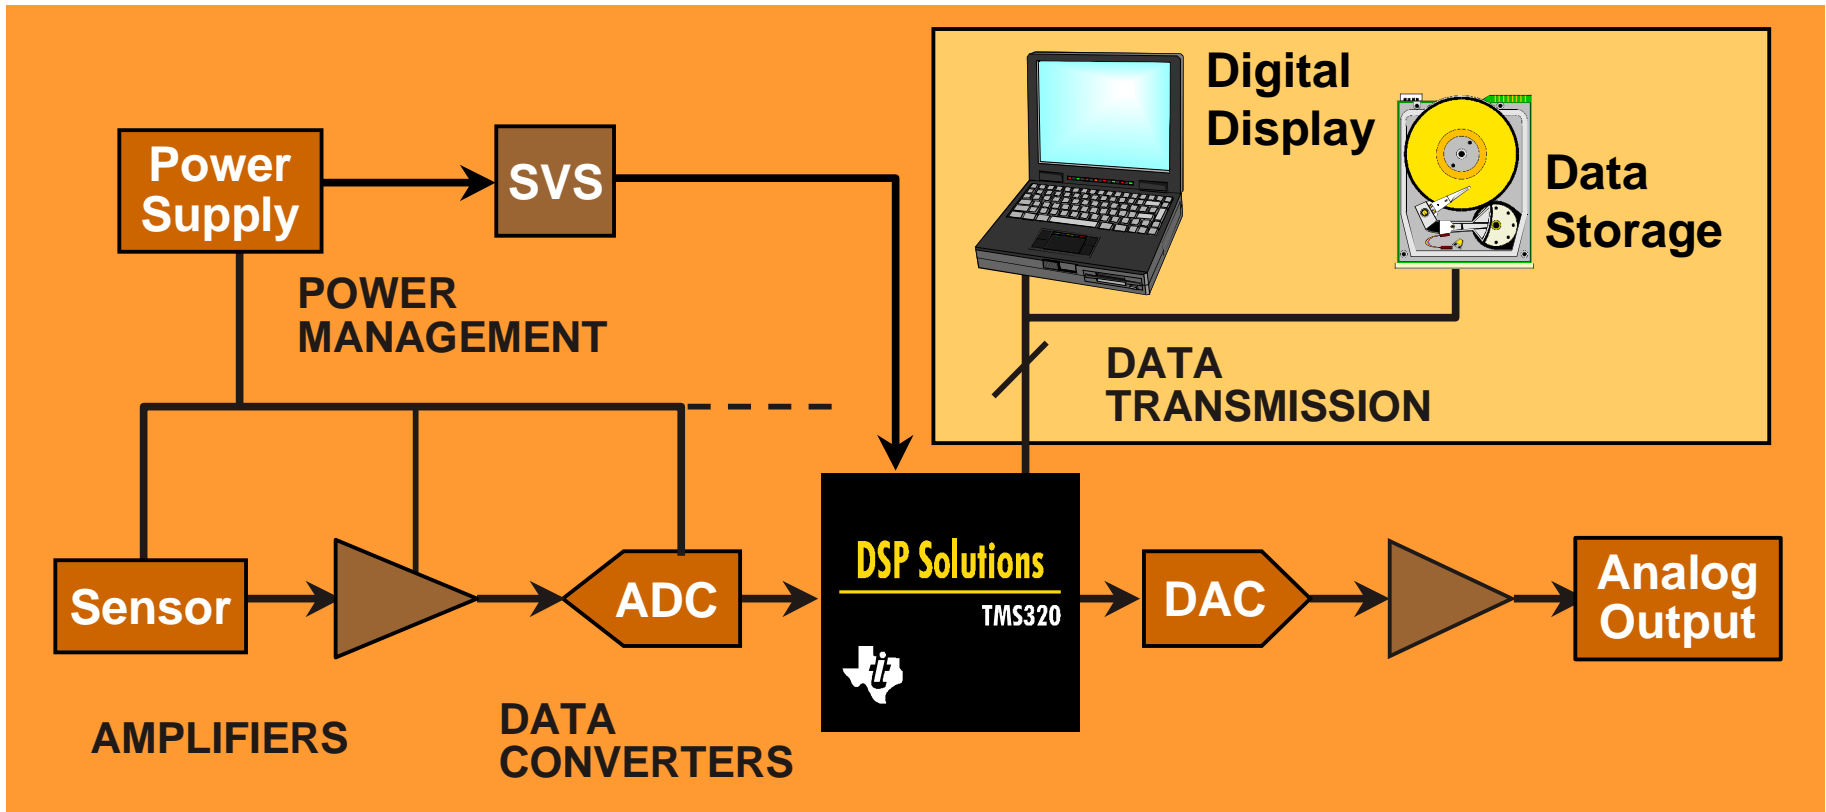 Digital
Display
Data
Storage
Power
Supply
SVS
POWER
MANAGEMENT
DATA
TRANSMISSION
Sensor
ADC
DSP Solutions
TMS320
DAC
Analog
Output
AMPLIFIERS
DATA
CONVERTERS